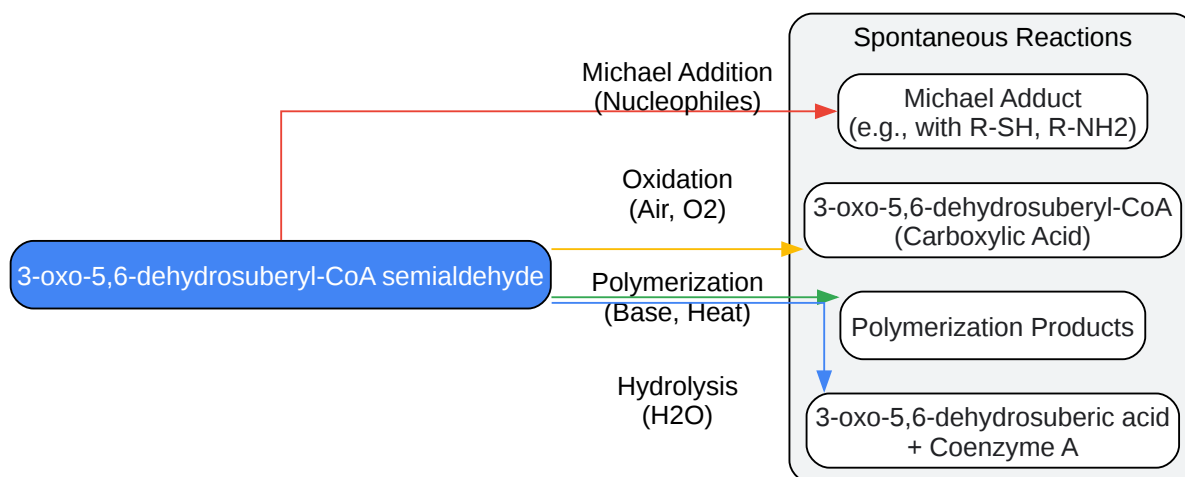 Spontaneous Reactions
Michael Addition
(Nucleophiles)
Michael Adduct
(e.g., with R-SH, R-NH2)
Oxidation
(Air, O2)
3-oxo-5,6-dehydrosuberyl-CoA
(Carboxylic Acid)
3-oxo-5,6-dehydrosuberyl-CoA semialdehyde
Polymerization
(Base, Heat)
Polymerization Products
Hydrolysis
(H2O)
3-oxo-5,6-dehydrosuberic acid
+ Coenzyme A